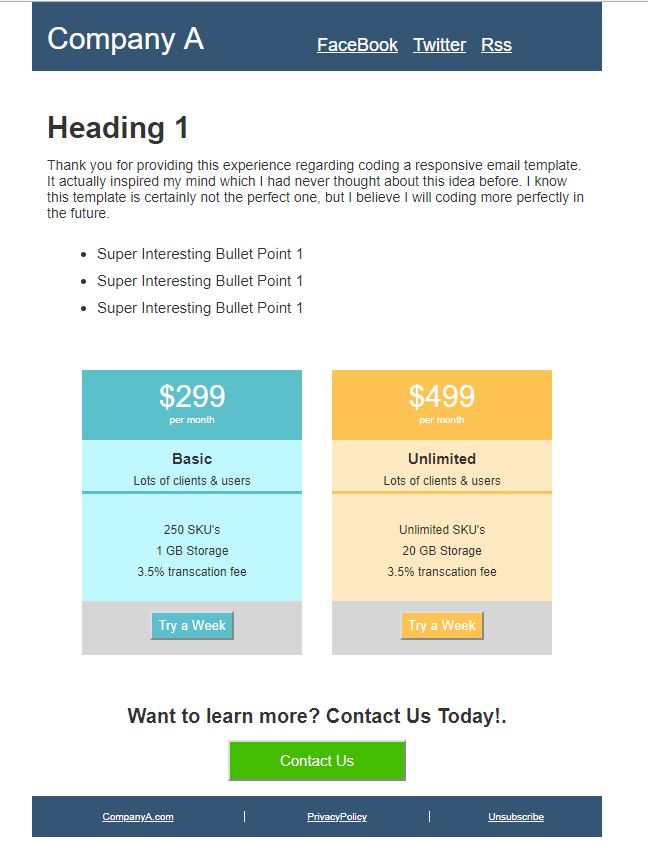 Company A
FaceBook Twitter Rss
Heading 1
Thank you for providing this experience regarding coding a responsive email template.
It actually inspired my mind which I had never thought about this idea before. I know
this template is certainly not the perfect one, but I believe I will coding more perfectly in
the future.
Super Interesting Bullet Point 1
Super Interesting Bullet Point 1
Super Interesting Bullet Point 1
$299
per month
Basic
Lots of clients & users
250 SKU's
1 GB Storage
3.5% transcation fee
Try a Week
$499
per month
Unlimited
Lots of clients & users
Unlimited SKU's
20 GB Storage
3.5% transcation fee
Try a Week
Want to learn more? Contact Us Today!.
Contact Us
CompanyA.com | PrivacyPolicy | Unsubscribe